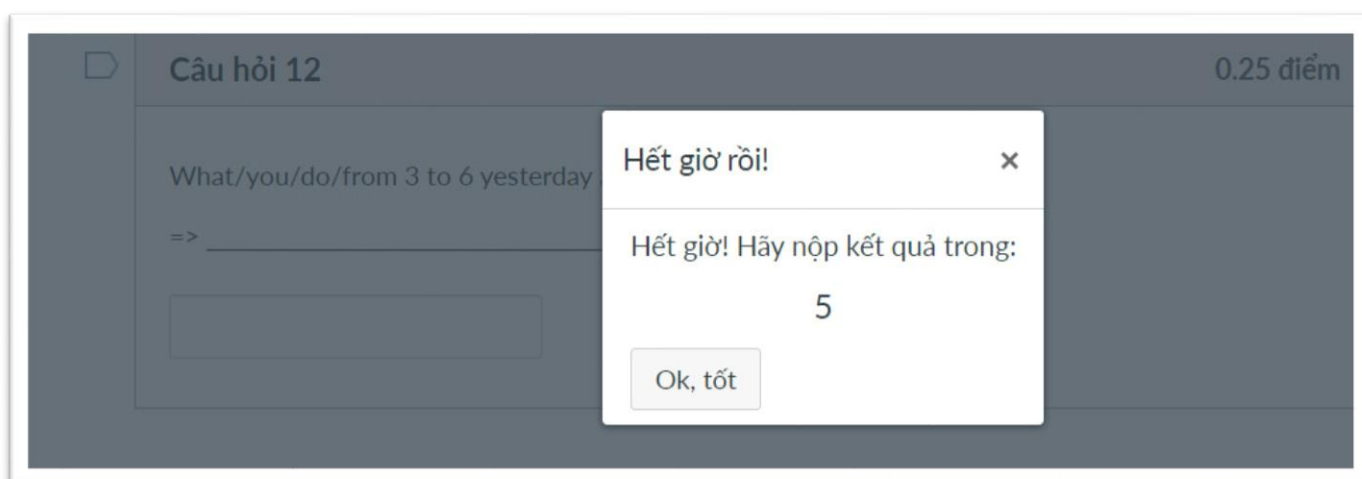 Câu hỏi 12
0.25 điểm
What/you/do/from 3 to 6 yesterday
=>
Hết giờ rồi!
×
Hết giờ! Hãy nộp kết quả trong:
5
Ok, tốt